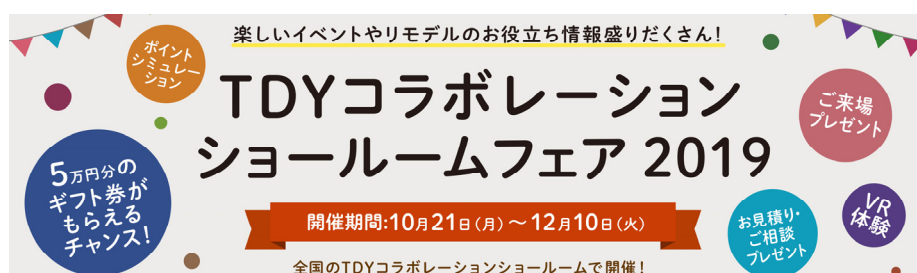 楽しいイベントやリモデルのお役立ち情報盛りだくさん!
ポイント
シミュレー
ション
TDYコラボレーション
ショールームフェア 2019
ご来場
プレゼント
5万円分の
ギフト券が
もらえる
チャンス!
開催期間:10月21日(月)〜12月10日(火)
お見積り・
ご相談
プレゼント
VR
体験
全国のTDYコラボレーションショールームで開催!